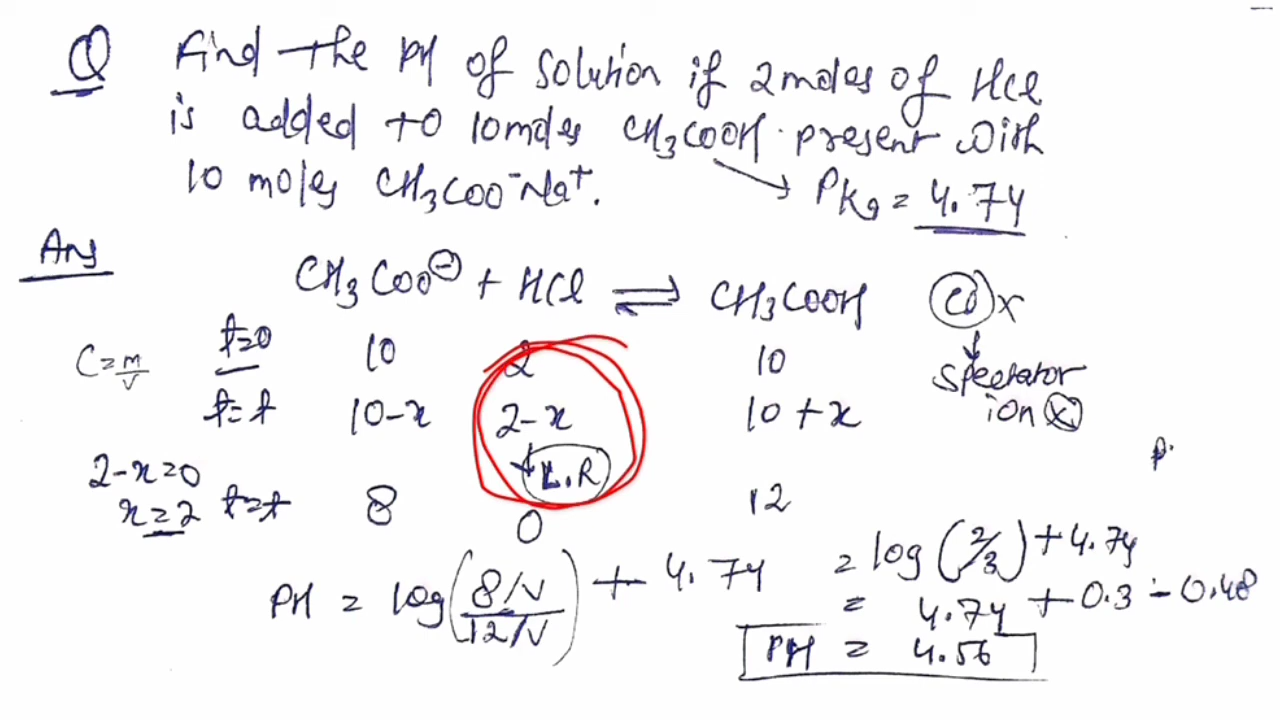 Q Find the PH of Solution if 2 moles of HCl
is added to 10 moles CH₃COOH present with
10 moles CH₃COO⁻Na⁺. PKa = 4.74
Ans
CH₃COO⊖ + HCl ⇌ CH₃COOH Cl x
C = m/V t=0 10 2 10 spectator
t=t 10-x 2-x 10+x ion x
2-x=0 L.R
x=2 t=t 8 0 12
PH = log (8/V / 12/V) + 4.74 = log (2/3) + 4.74
= 4.74 + 0.3 - 0.48
PH = 4.56